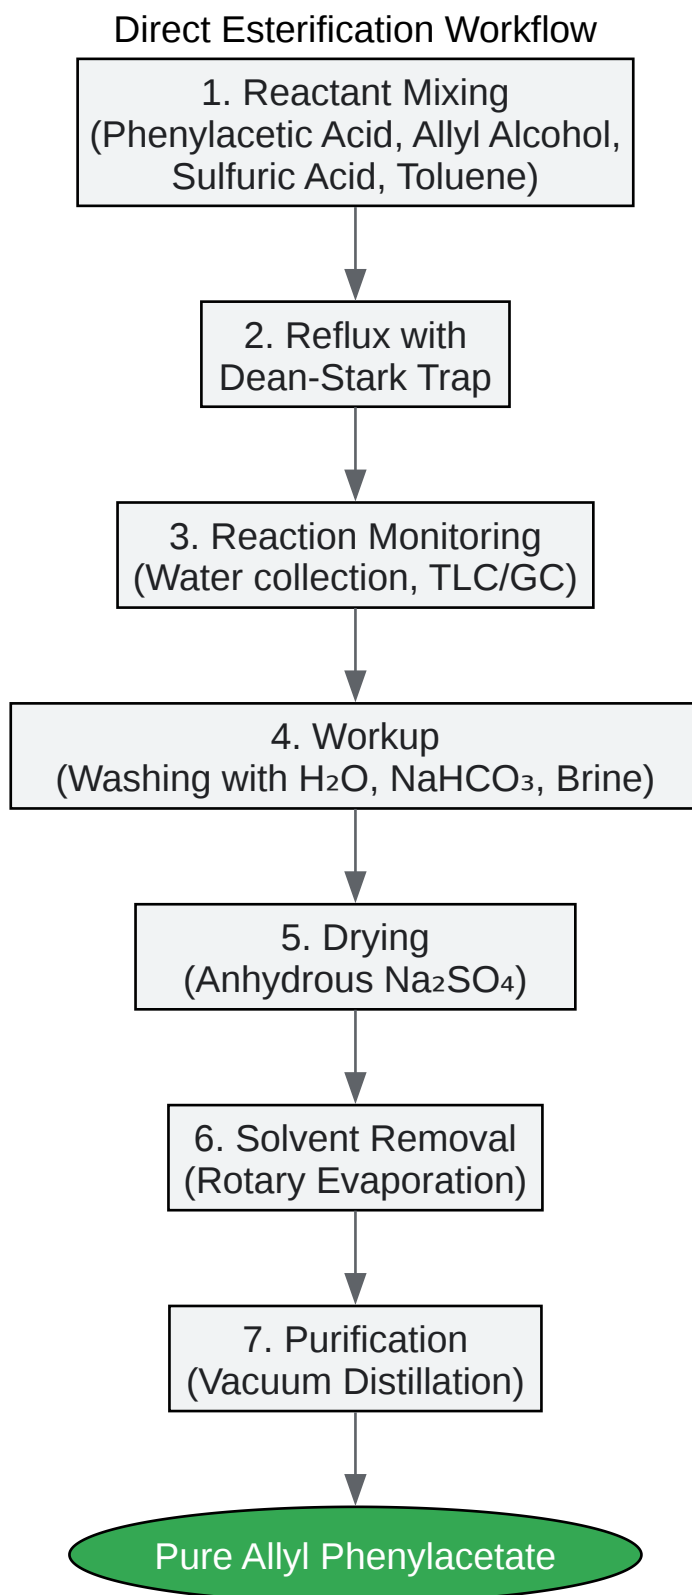 Direct Esterification Workflow
1. Reactant Mixing
(Phenylacetic Acid, Allyl Alcohol,
Sulfuric Acid, Toluene)
2. Reflux with
Dean-Stark Trap
3. Reaction Monitoring
(Water collection, TLC/GC)
4. Workup
(Washing with H₂O, NaHCO₃, Brine)
5. Drying
(Anhydrous Na₂SO₄)
6. Solvent Removal
(Rotary Evaporation)
7. Purification
(Vacuum Distillation)
Pure Allyl Phenylacetate